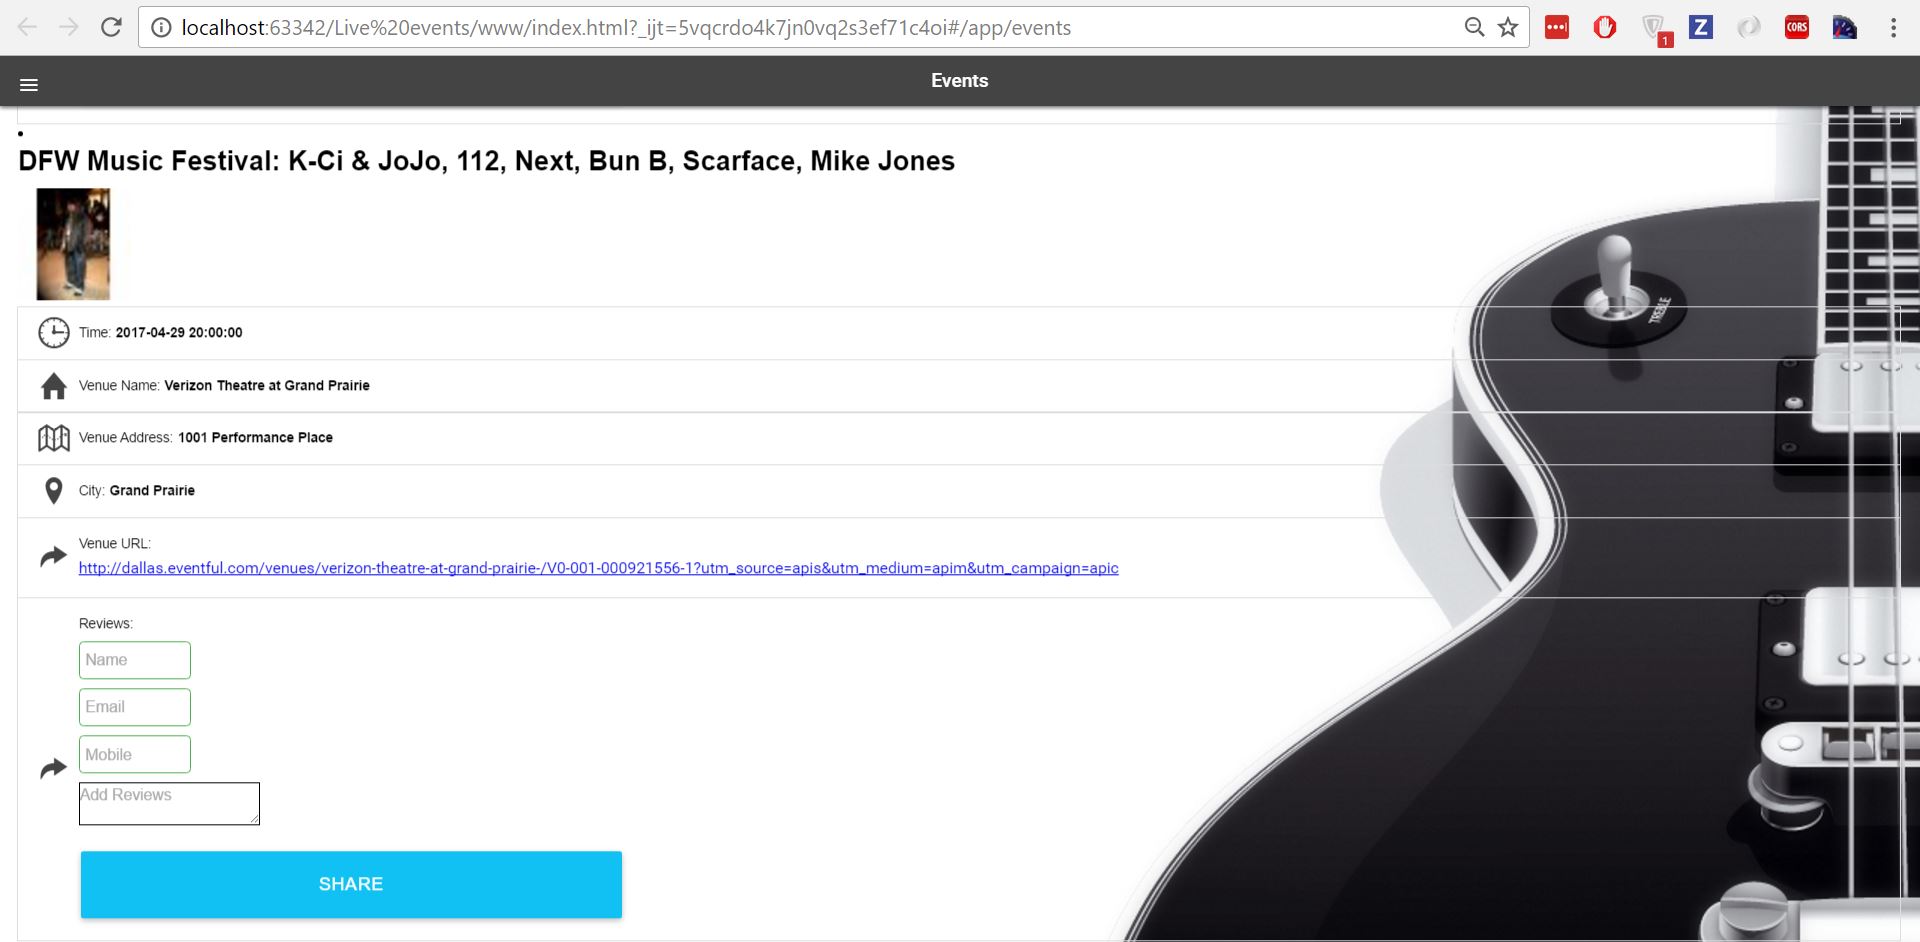 localhost:63342/Live%20events/www/index.html?_ijt=5vqcrdo4k7jn0vq2s3ef71c4oi#/app/events
1
Z
CORS
Events
DFW Music Festival: K-Ci & JoJo, 112, Next, Bun B, Scarface, Mike Jones
TREBLE
Time: 2017-04-29 20:00:00
Venue Name: Verizon Theatre at Grand Prairie
Venue Address: 1001 Performance Place
City: Grand Prairie
Venue URL:
http://dallas.eventful.com/venues/verizon-theatre-at-grand-prairie-/V0-001-000921556-1?utm_source=apis&utm_medium=apim&utm_campaign=apic
Reviews:
Name
Email
Mobile
Add Reviews
SHARE